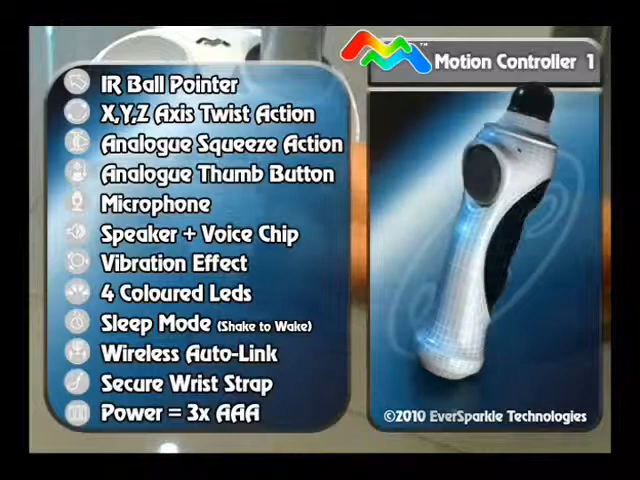 IR Ball Pointer
X,Y,Z Axis Twist Action
Analogue Squeeze Action
Analogue Thumb Button
Microphone
Speaker + Voice Chip
Vibration Effect
4 Coloured Leds
Sleep Mode (Shake to Wake)
Wireless Auto-Link
Secure Wrist Strap
Power = 3x AAA
™
Motion Controller 1
©2010 EverSparkle Technologies